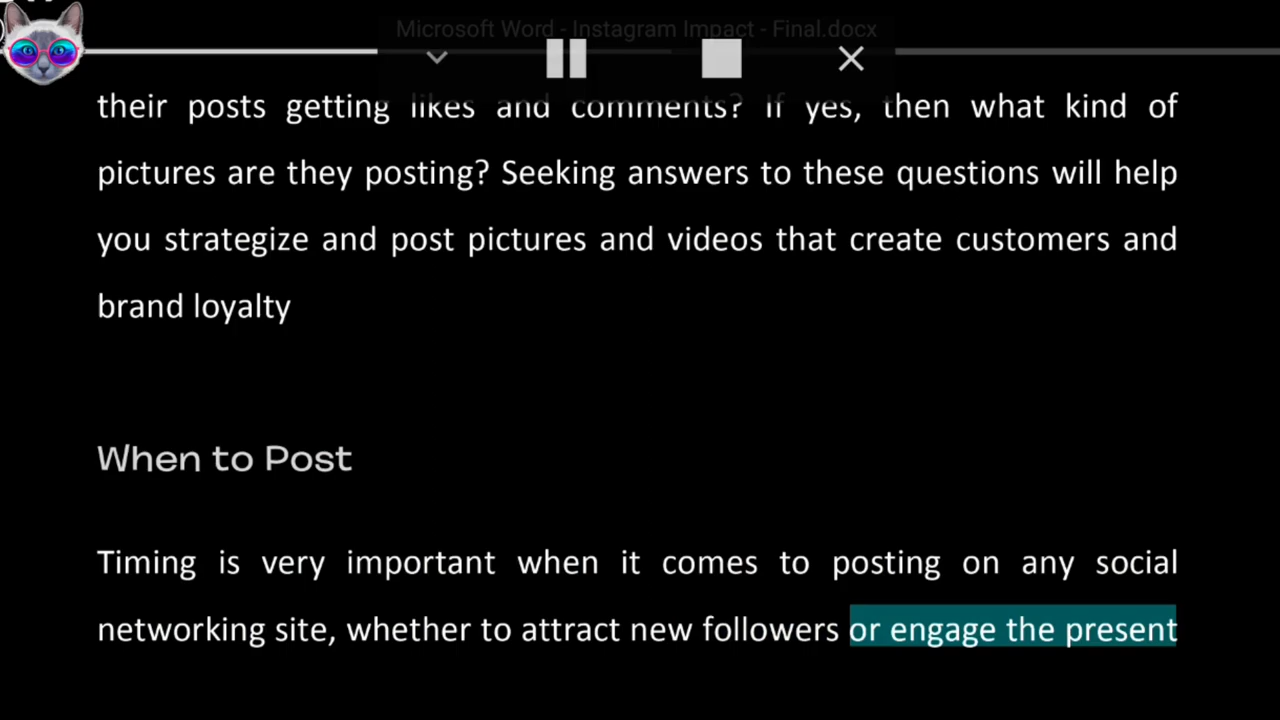 Microsoft Word - Instagram Impact - Final.docx
their posts getting likes and comments? If yes, then what kind of
pictures are they posting? Seeking answers to these questions will help
you strategize and post pictures and videos that create customers and
brand loyalty
When to Post
Timing is very important when it comes to posting on any social
networking site, whether to attract new followers or engage the present